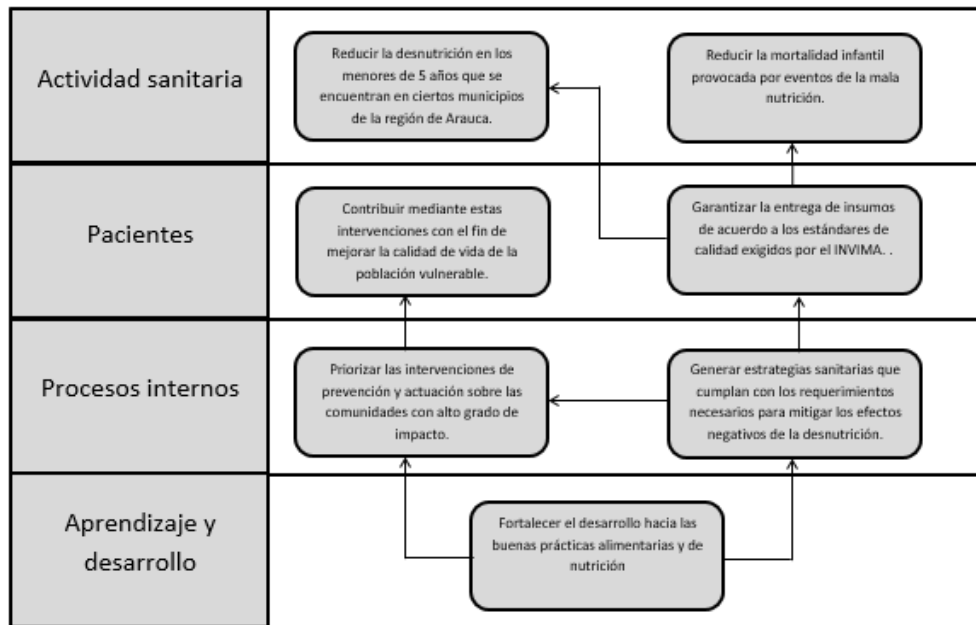 Actividad sanitaria
Reducir la desnutrición en los
menores de 5 años que se
encuentran en ciertos municipios
de la región de Arauca.
Reducir la mortalidad infantil
provocada por eventos de la mala
nutrición.
Pacientes
Contribuir mediante estas
intervenciones con el fin de
mejorar la calidad de vida de la
población vulnerable.
Garantizar la entrega de insumos
de acuerdo a los estándares de
calidad exigidos por el INVIMA. .
Procesos internos
Priorizar las intervenciones de
prevención y actuación sobre las
comunidades con alto grado de
impacto.
Generar estrategias sanitarias que
cumplan con los requerimientos
necesarios para mitigar los efectos
negativos de la desnutrición.
Aprendizaje y
desarrollo
Fortalecer el desarrollo hacia las
buenas prácticas alimentarias y de
nutrición